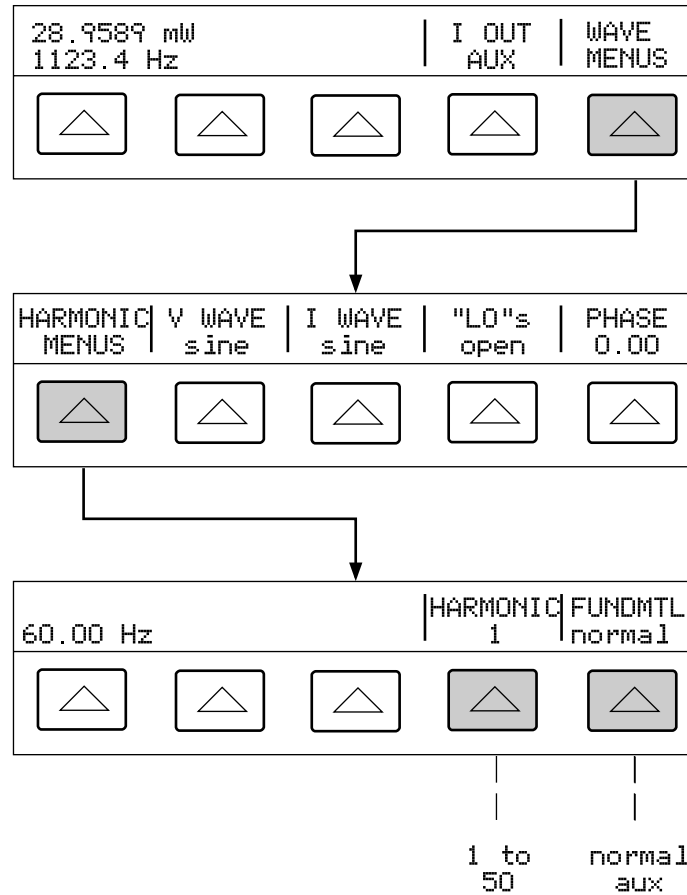 28.9589 mW
1123.4 Hz
I OUT
AUX
WAVE
MENUS
HARMONIC
MENUS
V WAVE
sine
I WAVE
sine
"LO"s
open
PHASE
0.00
60.00 Hz
HARMONIC
1
FUNDMTL
normal
1 to
50
normal
aux